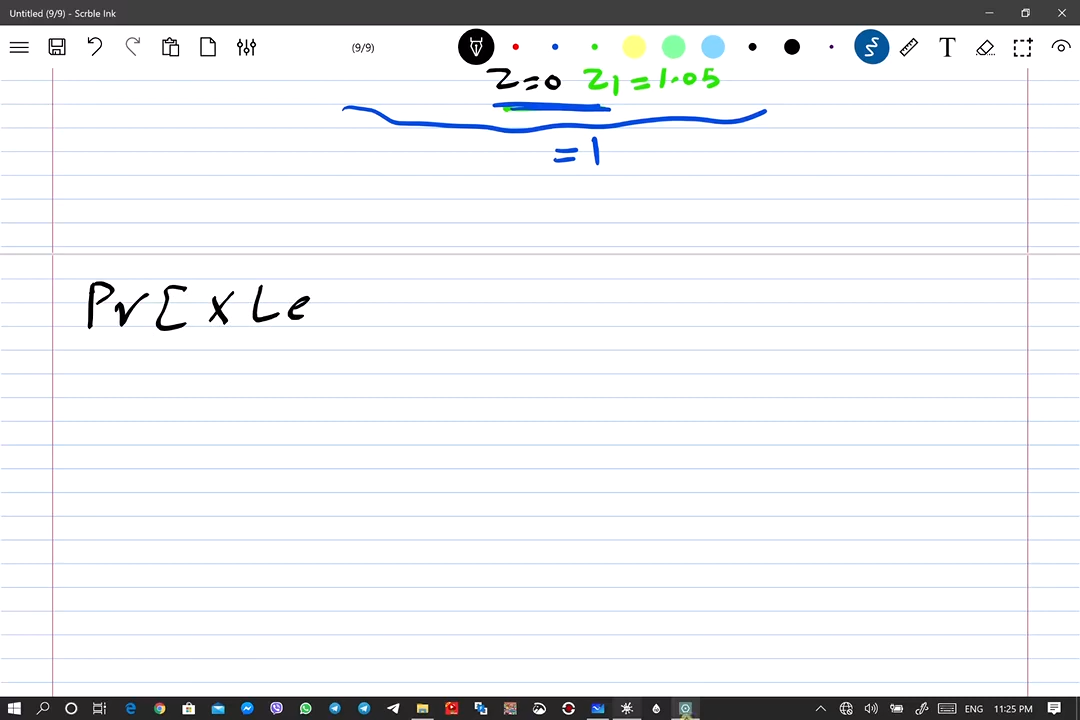 Untitled (9/9) - Scrble Ink
(9/9)
T
Z=0 Z1=1.05
=1
Pr[ x Le
ENG 11:25 PM